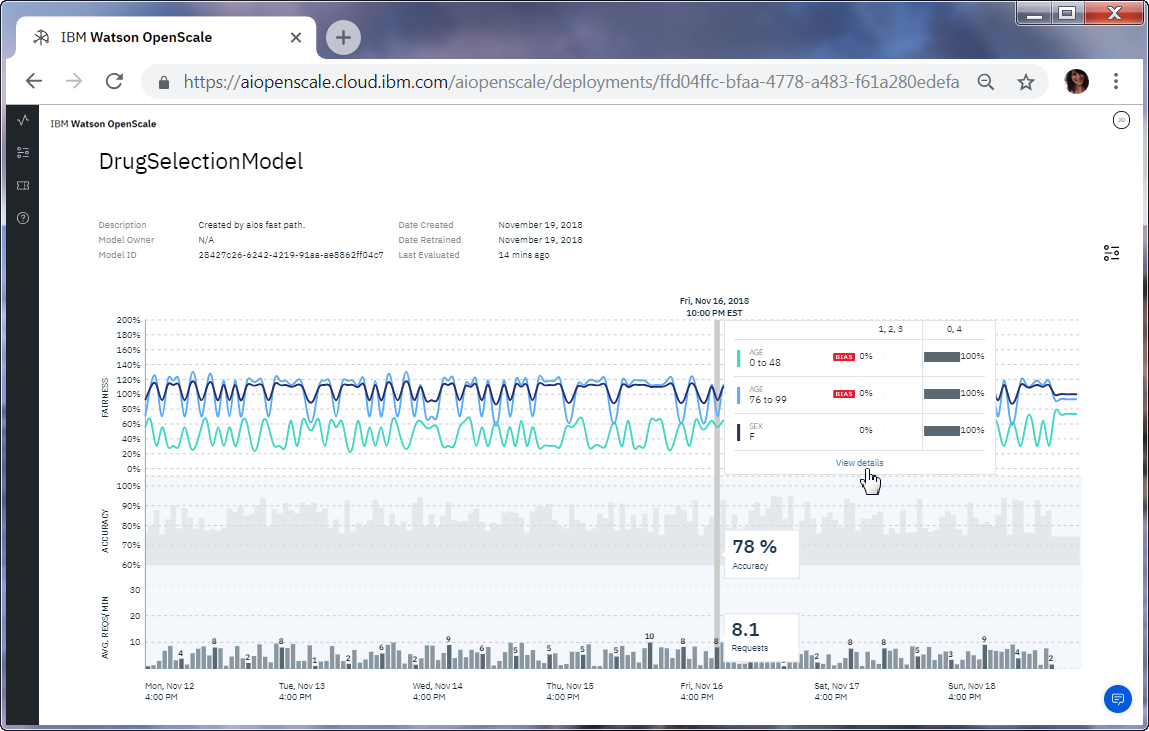 IBM Watson OpenScale
https://aiopenscale.cloud.ibm.com/aiopenscale/deployments/ffd04ffc-bfaa-4778-a483-f61a280edefa
IBM Watson OpenScale
JD
DrugSelectionModel
Description Created by aios fast path. Date Created November 19, 2018
Model Owner N/A Date Retrained November 19, 2018
Model ID 28427c26-6242-4219-91aa-ae8862ff04c7 Last Evaluated 14 mins ago
Fri, Nov 16, 2018
10:00 PM EST
FAIRNESS
200%
180%
160%
140%
120%
100%
80%
60%
40%
20%
0%
1, 2, 3 0, 4
AGE
0 to 48 BIAS 0% 100%
AGE
76 to 99 BIAS 0% 100%
SEX
F 0% 100%
View details
ACCURACY
100%
90%
80%
70%
60%
78 %
Accuracy
AVG. REQS/ MIN
30
20
10
8.1
Requests
4 8 2 8 1 2 6 2 9 6 5 5 5 5 10 8 8 2 8 8 5 3 9 4 2
Mon, Nov 12 Tue, Nov 13 Wed, Nov 14 Thu, Nov 15 Fri, Nov 16 Sat, Nov 17 Sun, Nov 18
4:00 PM 4:00 PM 4:00 PM 4:00 PM 4:00 PM 4:00 PM 4:00 PM